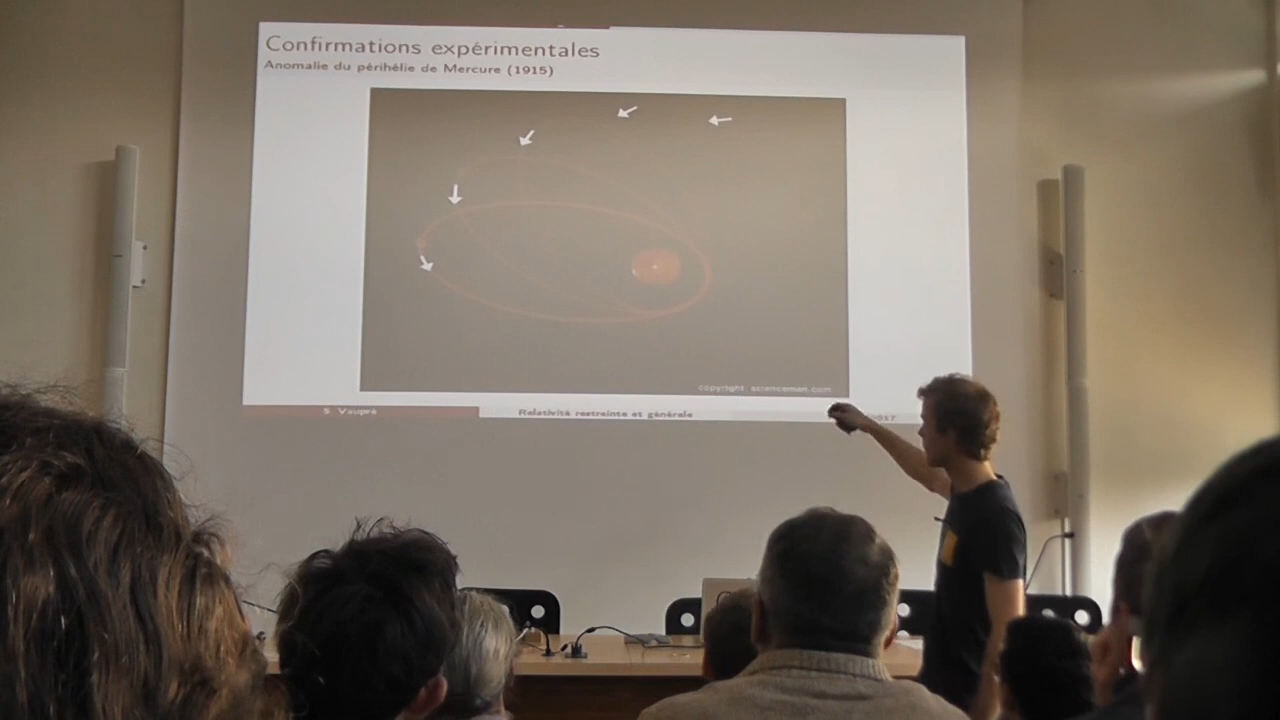 Confirmations expérimentales
Anomalie du périhélie de Mercure (1915)
copyright: scienceman.com
S. Vaupré
Relativité restreinte et générale